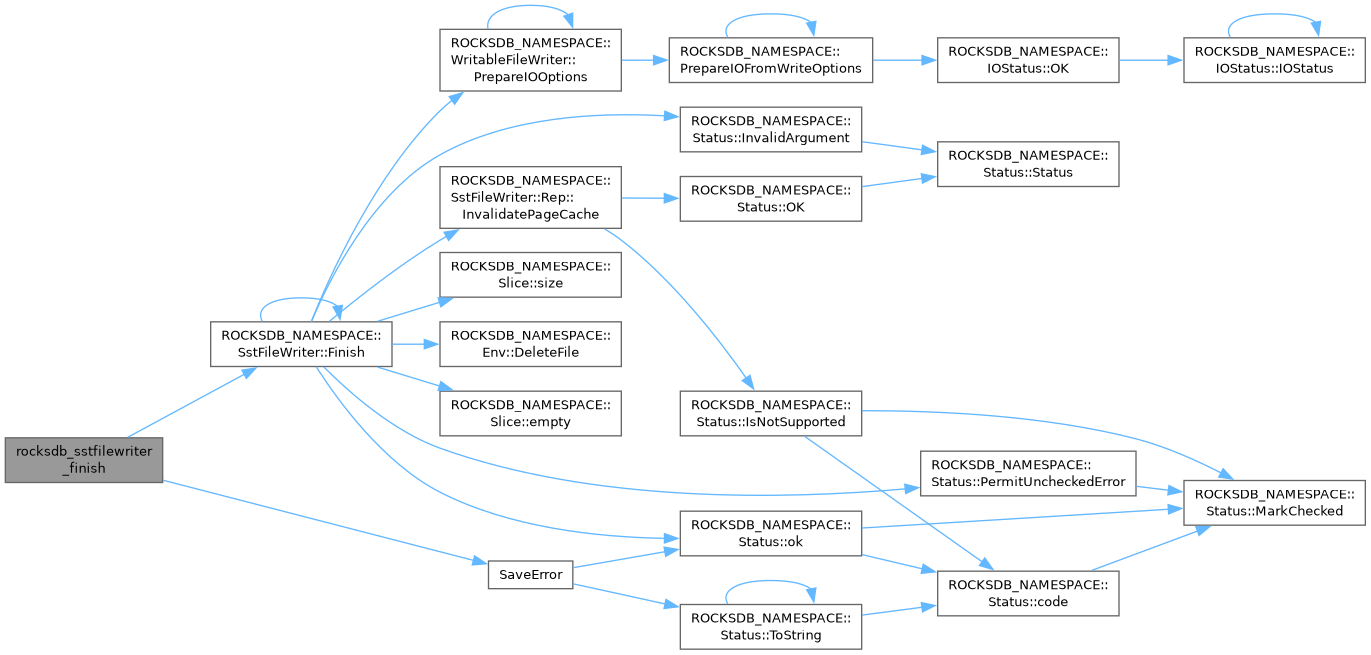 ROCKSDB_NAMESPACE::
WritableFileWriter::
PrepareIOOptions
ROCKSDB_NAMESPACE::
PrepareIOFromWriteOptions
ROCKSDB_NAMESPACE::
IOStatus::OK
ROCKSDB_NAMESPACE::
IOStatus::IOStatus
ROCKSDB_NAMESPACE::
Status::InvalidArgument
ROCKSDB_NAMESPACE::
Status::Status
ROCKSDB_NAMESPACE::
SstFileWriter::Rep::
InvalidatePageCache
ROCKSDB_NAMESPACE::
Status::OK
ROCKSDB_NAMESPACE::
Slice::size
ROCKSDB_NAMESPACE::
SstFileWriter::Finish
ROCKSDB_NAMESPACE::
Env::DeleteFile
ROCKSDB_NAMESPACE::
Slice::empty
ROCKSDB_NAMESPACE::
Status::IsNotSupported
rocksdb_sstfilewriter
_finish
ROCKSDB_NAMESPACE::
Status::PermitUncheckedError
ROCKSDB_NAMESPACE::
Status::MarkChecked
ROCKSDB_NAMESPACE::
Status::ok
SaveError
ROCKSDB_NAMESPACE::
Status::code
ROCKSDB_NAMESPACE::
Status::ToString